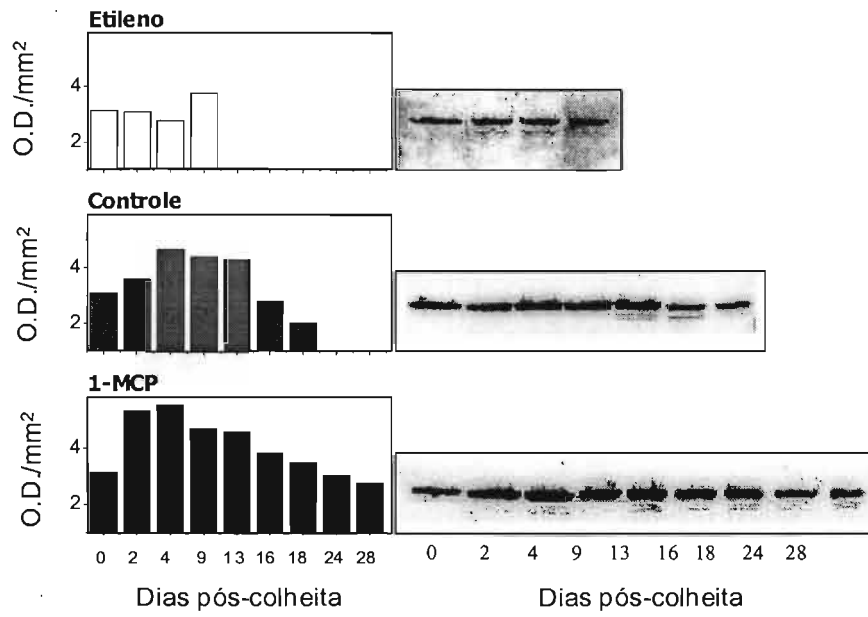 Etileno
O.D./mm²
4
2
Controle
O.D./mm²
4
2
1-MCP
O.D./mm²
4
2
0 2 4 9 13 16 18 24 28
Dias pós-colheita
0 2 4 9 13 16 18 24 28
Dias pós-colheita